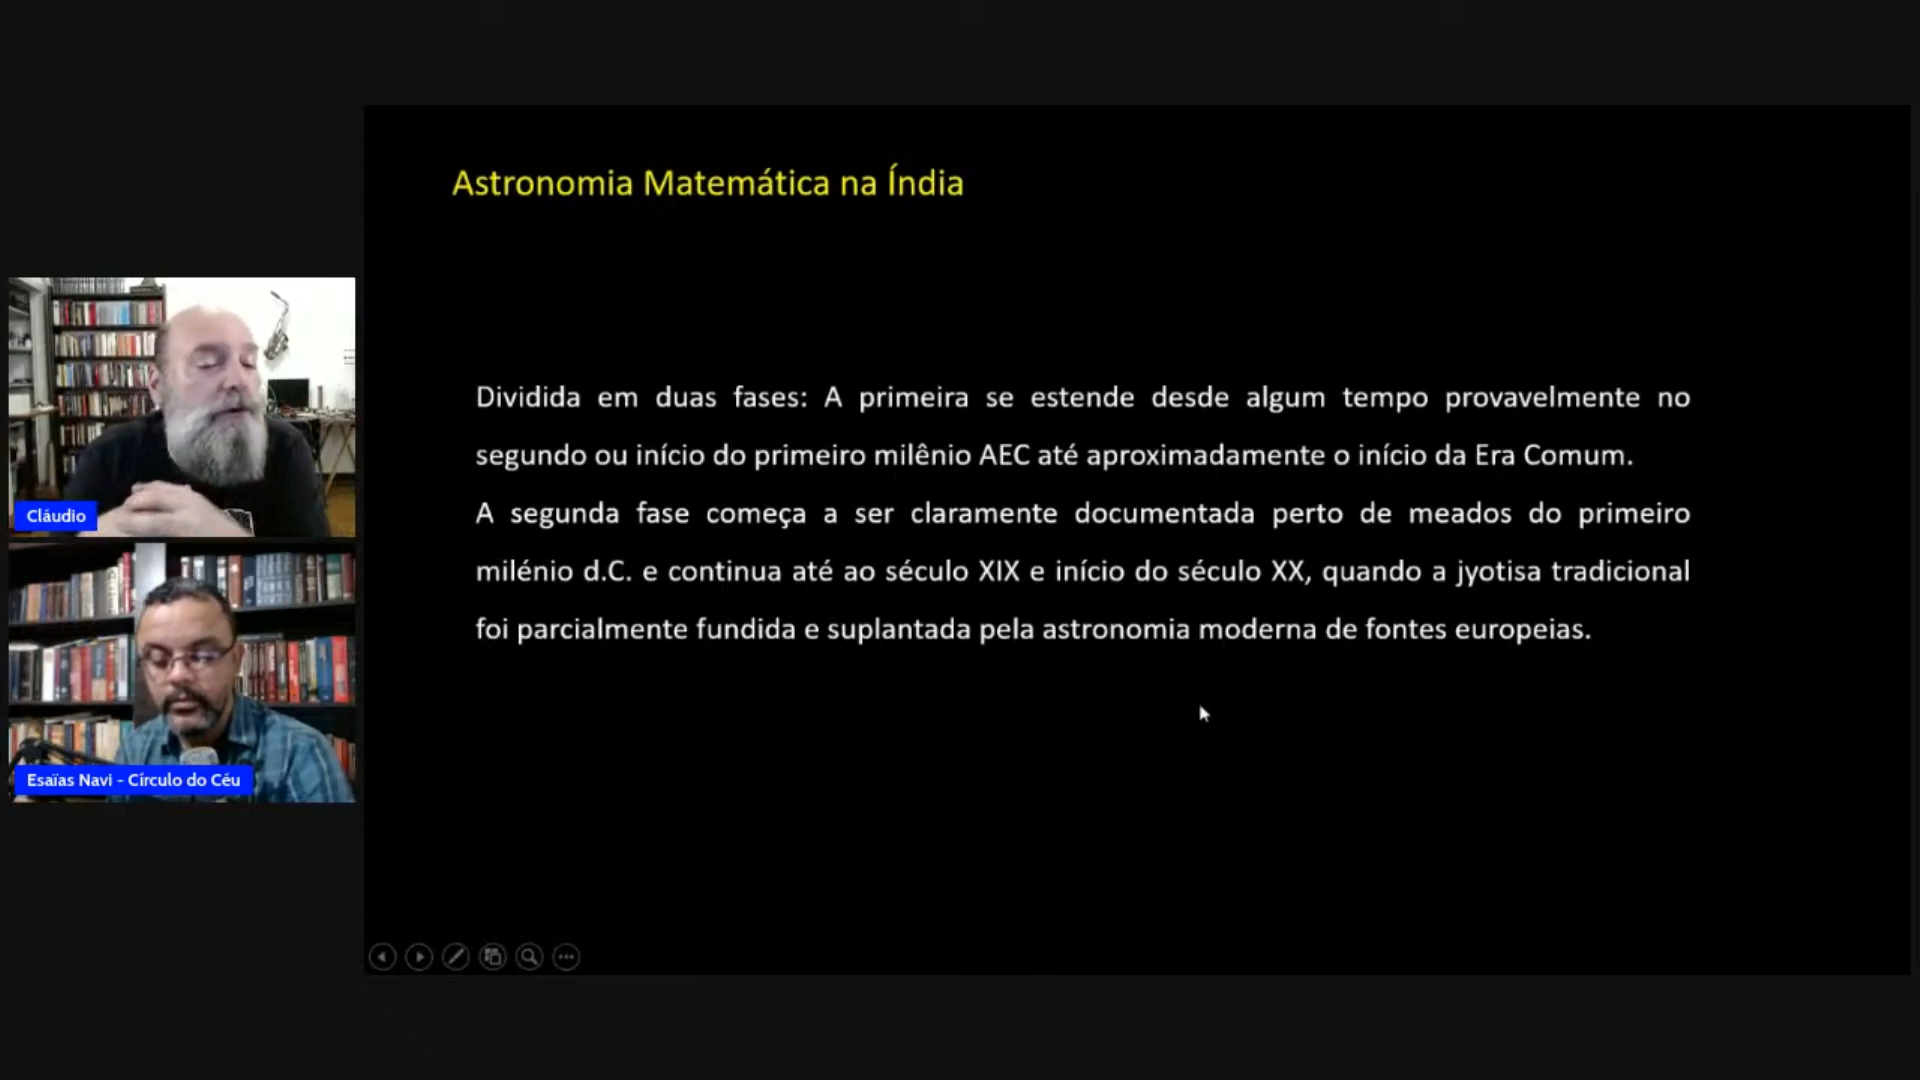 Astronomia Matemática na Índia
Dividida em duas fases: A primeira se estende desde algum tempo provavelmente no
segundo ou início do primeiro milênio AEC até aproximadamente o início da Era Comum.
A segunda fase começa a ser claramente documentada perto de meados do primeiro
milénio d.C. e continua até ao século XIX e início do século XX, quando a jyotisa tradicional
foi parcialmente fundida e suplantada pela astronomia moderna de fontes europeias.
Cláudio
Esaïas Navi - Círculo do Céu